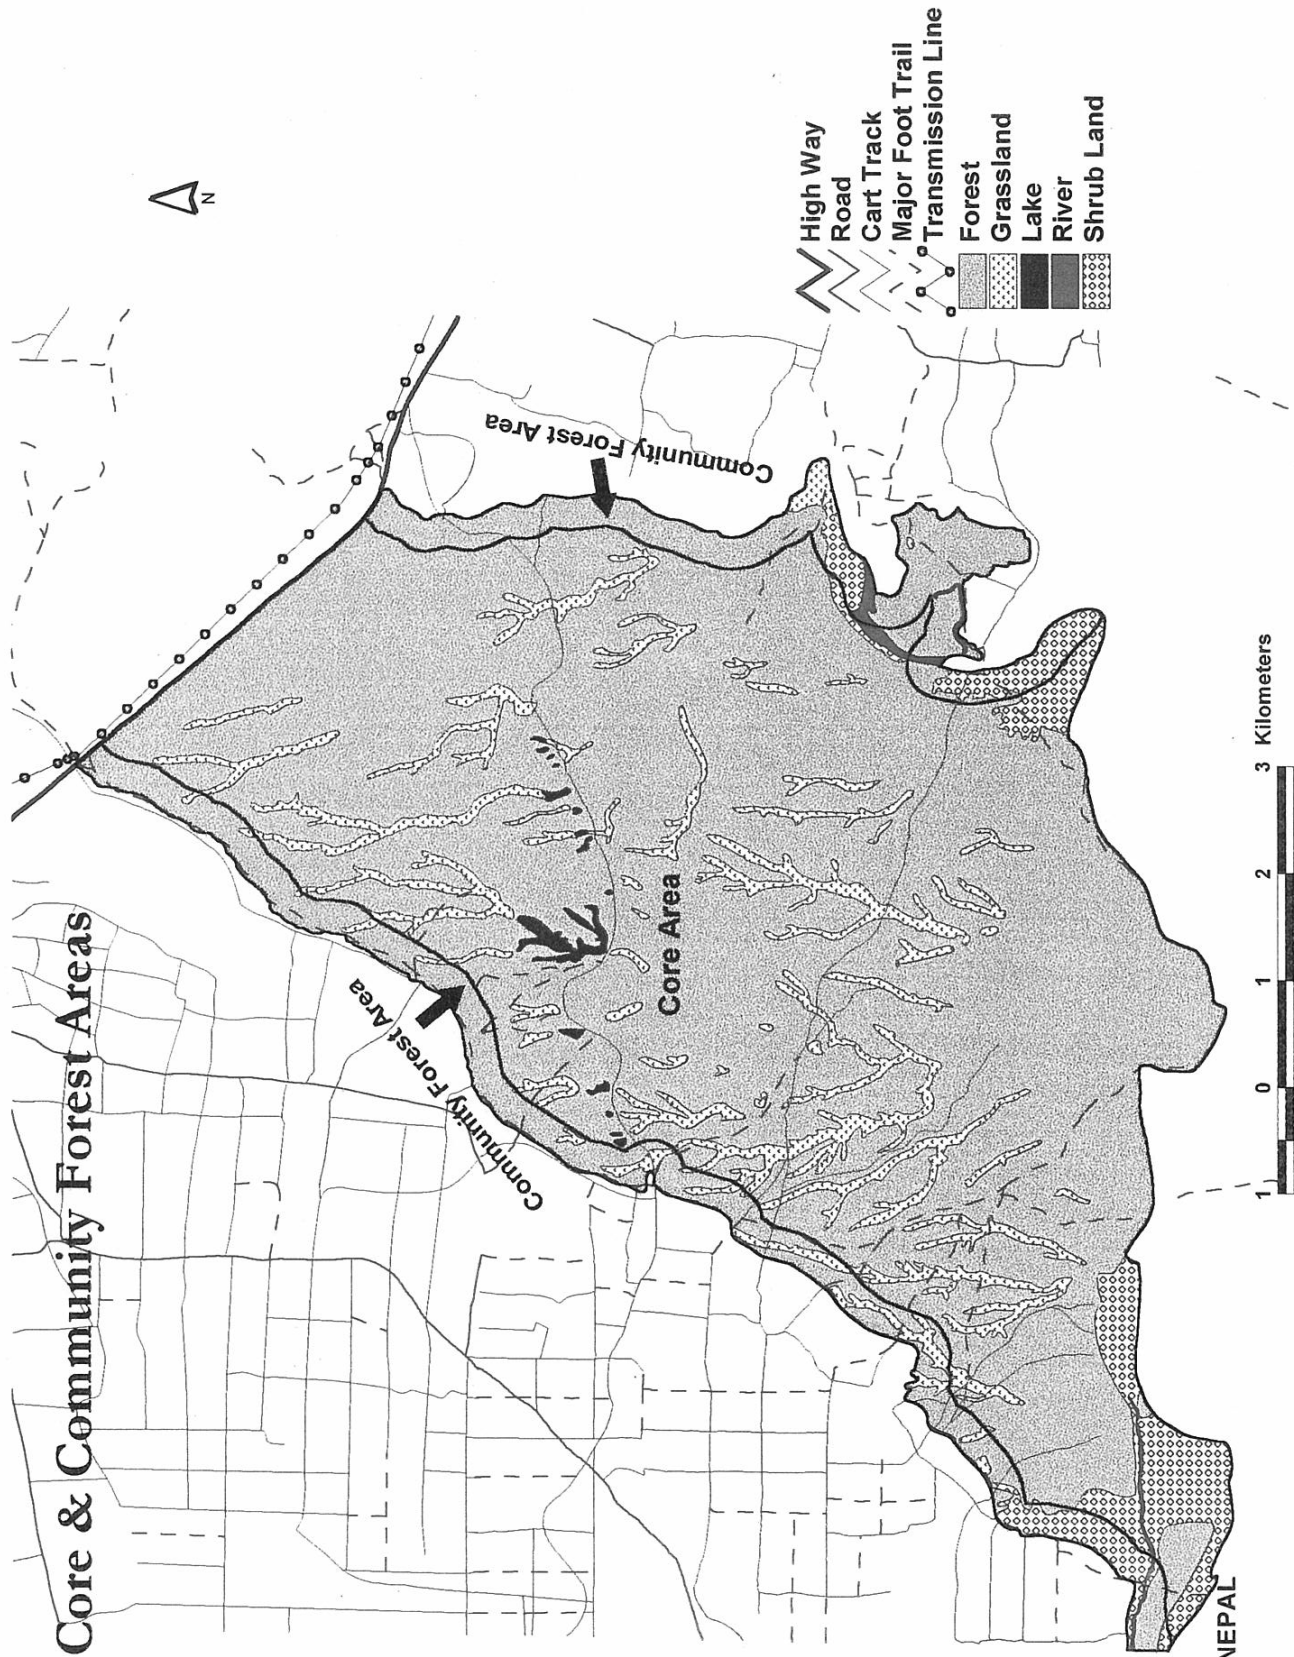 Core & Community Forest Areas
N
Community Forest Area
Community Forest Area
Core Area
High Way
Road
Cart Track
Major Foot Trail
Transmission Line
Forest
Grassland
Lake
River
Shrub Land
NEPAL
1 0 1 2 3 Kilometers